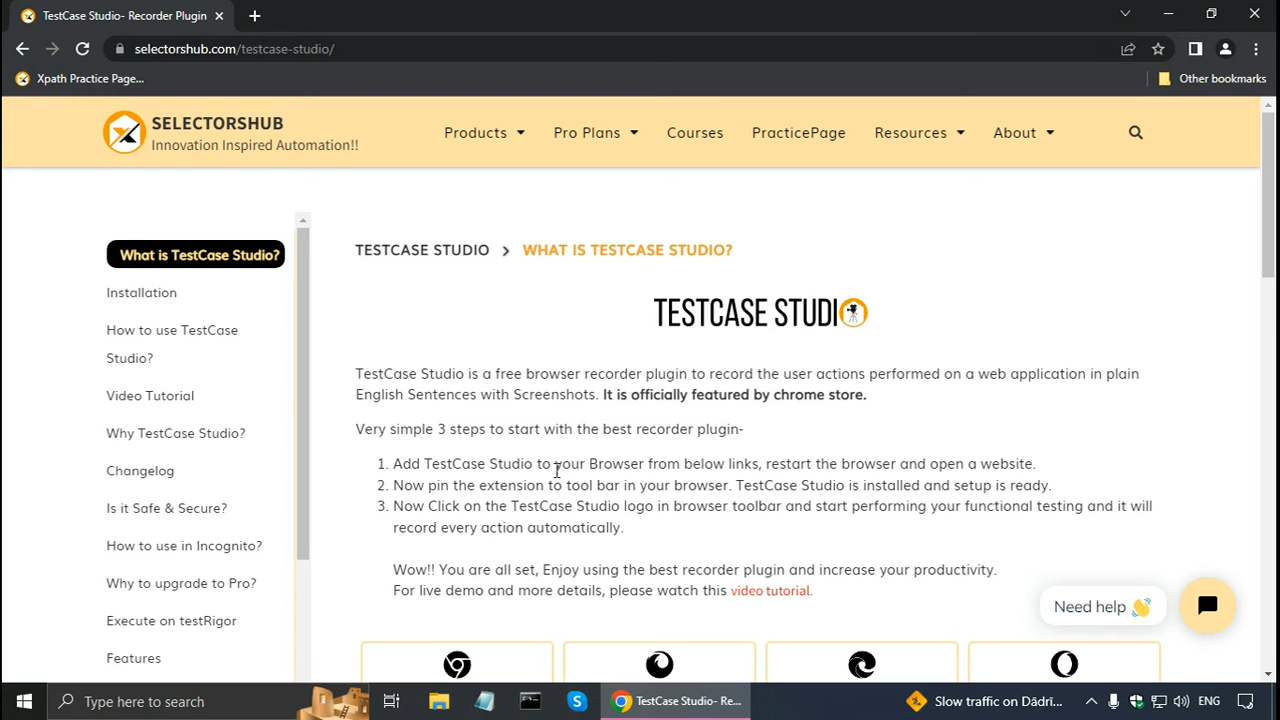 TestCase Studio- Recorder Plugin
selectorshub.com/testcase-studio/
Xpath Practice Page...
Other bookmarks
SELECTORSHUB
Innovation Inspired Automation!!
Products
Pro Plans
Courses
PracticePage
Resources
About
What is TestCase Studio?
Installation
How to use TestCase
Studio?
Video Tutorial
Why TestCase Studio?
Changelog
Is it Safe & Secure?
How to use in Incognito?
Why to upgrade to Pro?
Execute on testRigor
Features
TESTCASE STUDIO > WHAT IS TESTCASE STUDIO?
TESTCASE STUDIO
TestCase Studio is a free browser recorder plugin to record the user actions performed on a web application in plain
English Sentences with Screenshots. It is officially featured by chrome store.
Very simple 3 steps to start with the best recorder plugin-
1. Add TestCase Studio to your Browser from below links, restart the browser and open a website.
2. Now pin the extension to tool bar in your browser. TestCase Studio is installed and setup is ready.
3. Now Click on the TestCase Studio logo in browser toolbar and start performing your functional testing and it will
record every action automatically.
Wow!! You are all set, Enjoy using the best recorder plugin and increase your productivity.
For live demo and more details, please watch this video tutorial.
Need help 👋
Type here to search
TestCase Studio- Re...
Slow traffic on Dādri...
ENG